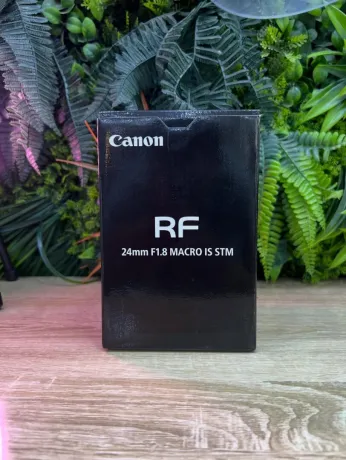 Canon
RF
24mm F1.8 MACRO IS STM